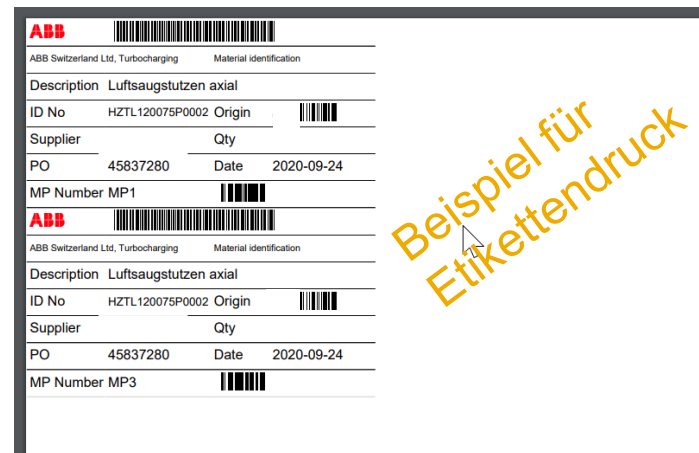 ABB
ABB Switzerland Ltd, Turbocharging Material identification
Description Luftsaugstutzen axial
ID No HZTL120075P0002 Origin
Supplier Qty
PO 45837280 Date 2020-09-24
MP Number MP1
ABB
ABB Switzerland Ltd, Turbocharging Material identification
Description Luftsaugstutzen axial
ID No HZTL120075P0002 Origin
Supplier Qty
PO 45837280 Date 2020-09-24
MP Number MP3
Beispiel für
Etikettendruck